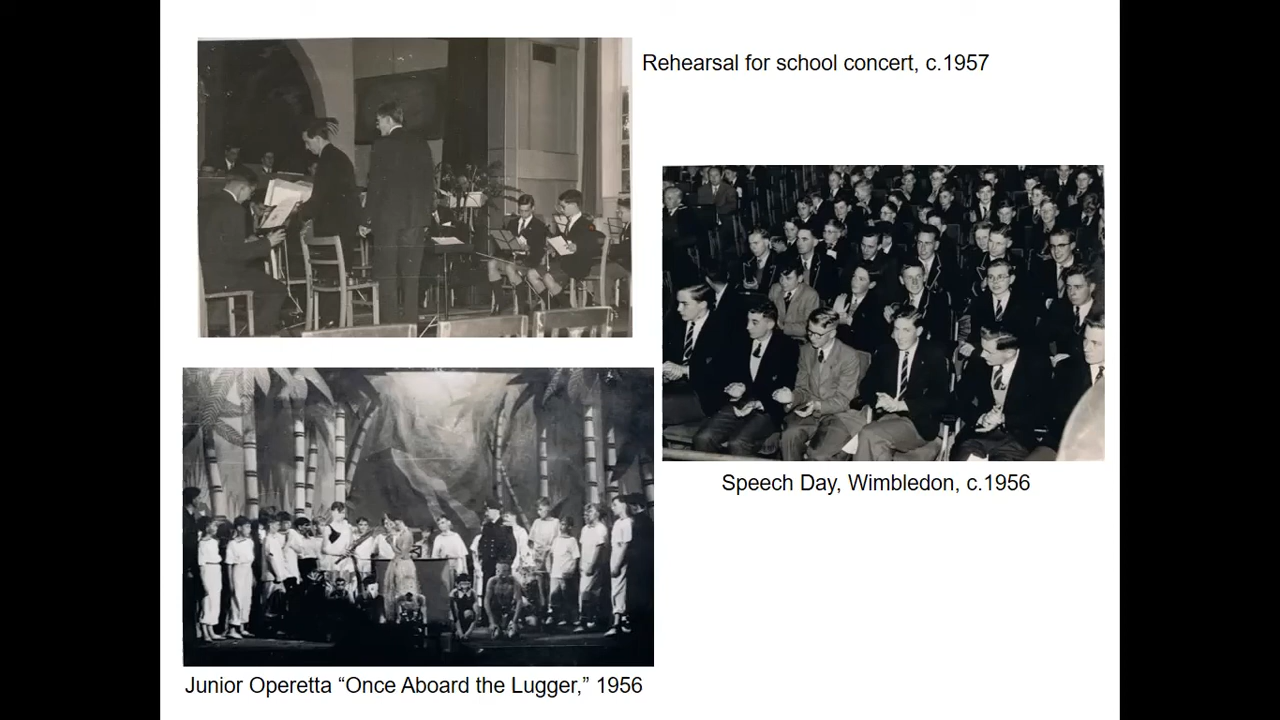 Rehearsal for school concert, c.1957
Speech Day, Wimbledon, c.1956
Junior Operetta “Once Aboard the Lugger,” 1956